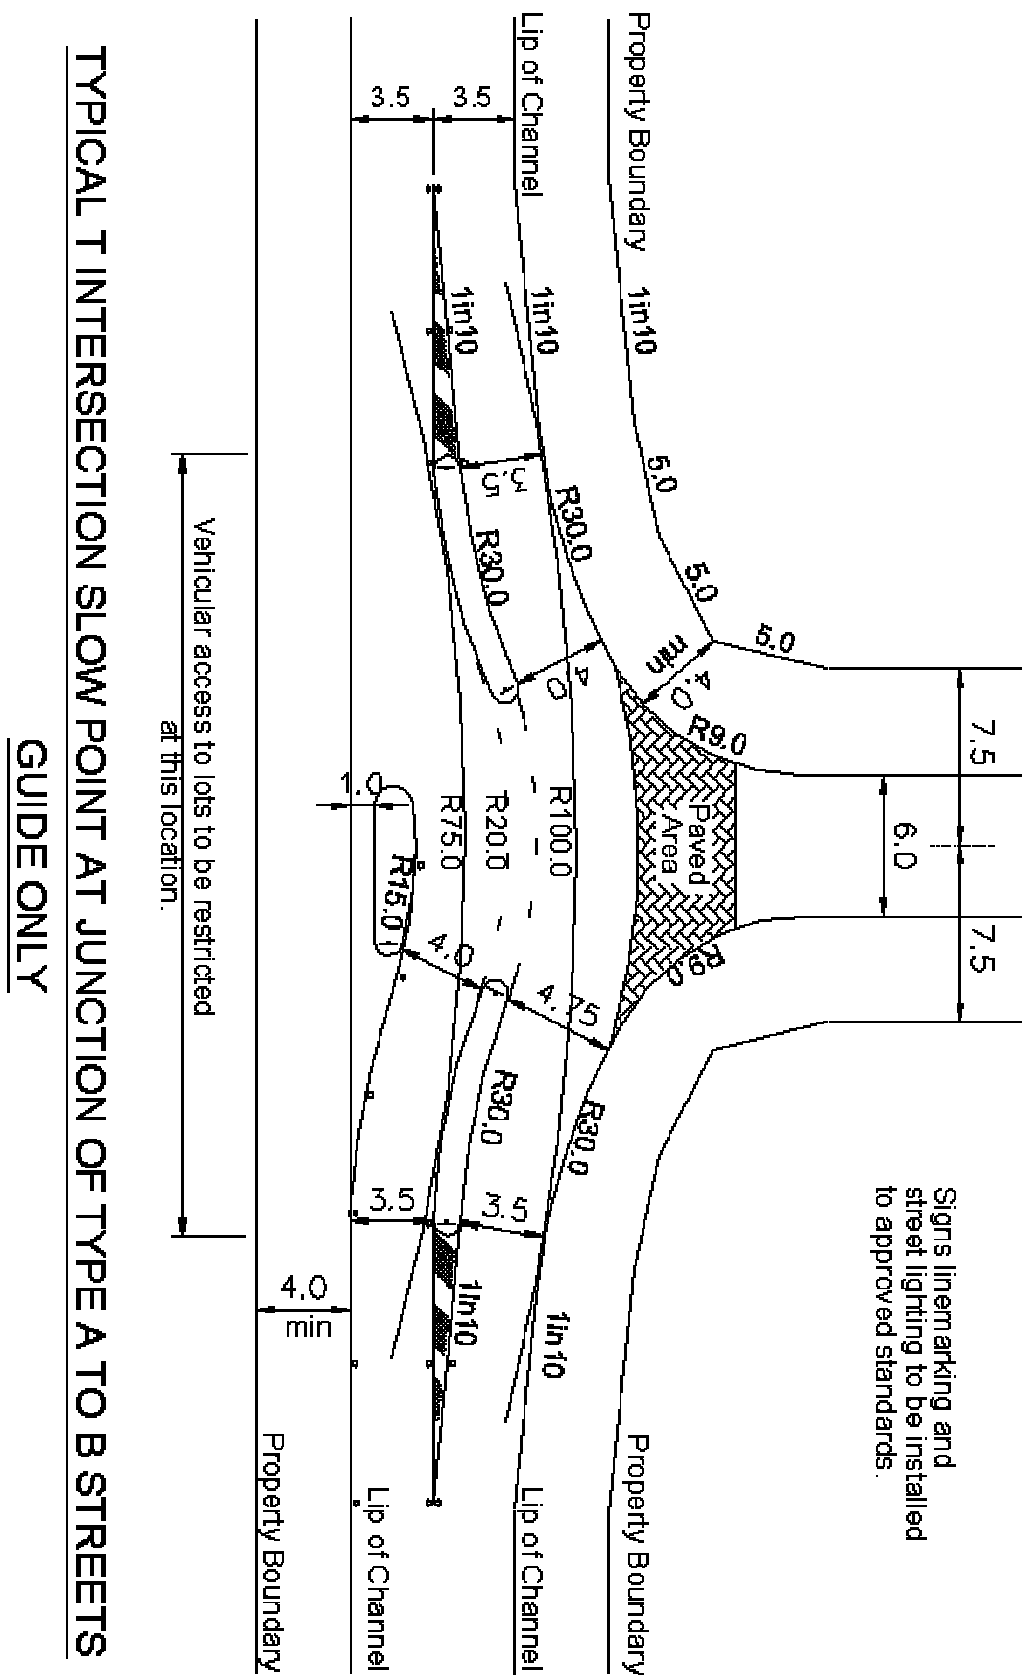 Signs linemarking and
street lighting to be installed
to approved standards.
7.5
7.5
6.0
5.0
5.0
5.0
4.0
min
R9.0
R9.0
Paved
Area
Property Boundary
1in10
Property Boundary
Lip of Channel
1in10
R30.0
R30.0
1in10
Lip of Channel
R100.0
4.0
4.75
3.5
R30.0
R20.0
R30.0
3.5
1in10
R75.0
1in10
3.5
3.5
4.0
R15.0
3.5
1.0
Lip of Channel
4.0
min
Property Boundary
Vehicular access to lots to be restricted
at this location.
TYPICAL T INTERSECTION SLOW POINT AT JUNCTION OF TYPE A TO B STREETS
GUIDE ONLY